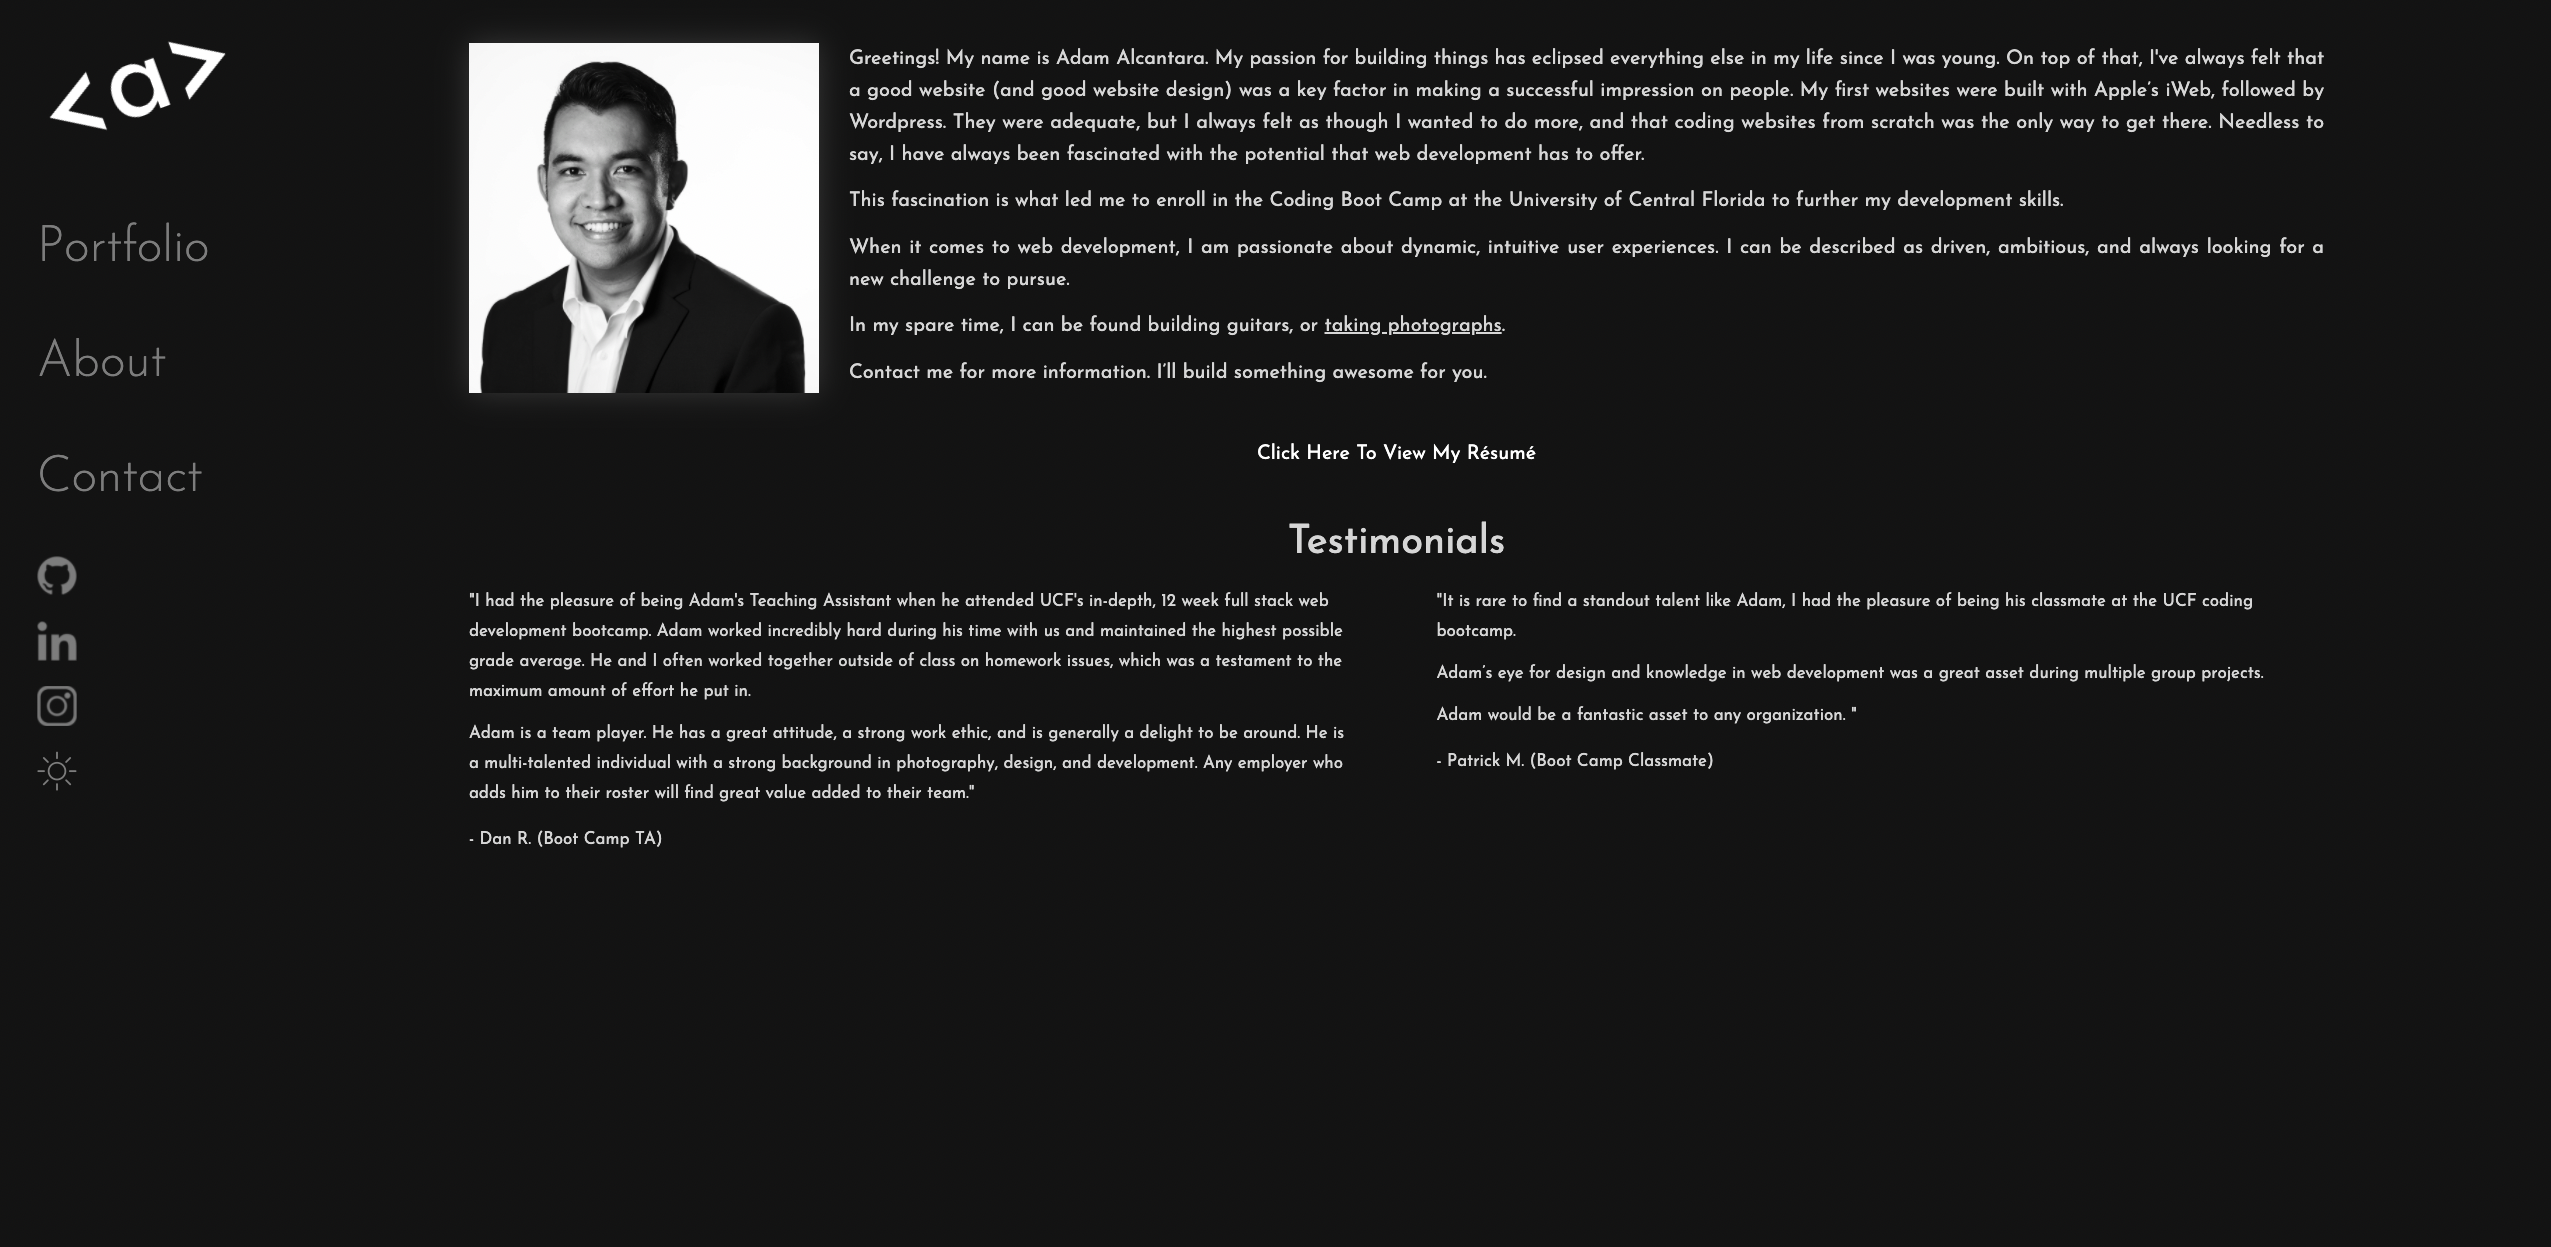 <a>
Portfolio
About
Contact
in
Greetings! My name is Adam Alcantara. My passion for building things has eclipsed everything else in my life since I was young. On top of that, I've always felt that
a good website (and good website design) was a key factor in making a successful impression on people. My first websites were built with Apple’s iWeb, followed by
Wordpress. They were adequate, but I always felt as though I wanted to do more, and that coding websites from scratch was the only way to get there. Needless to
say, I have always been fascinated with the potential that web development has to offer.
This fascination is what led me to enroll in the Coding Boot Camp at the University of Central Florida to further my development skills.
When it comes to web development, I am passionate about dynamic, intuitive user experiences. I can be described as driven, ambitious, and always looking for a
new challenge to pursue.
In my spare time, I can be found building guitars, or taking photographs.
Contact me for more information. I’ll build something awesome for you.
Click Here To View My Résumé
Testimonials
"I had the pleasure of being Adam's Teaching Assistant when he attended UCF's in-depth, 12 week full stack web
development bootcamp. Adam worked incredibly hard during his time with us and maintained the highest possible
grade average. He and I often worked together outside of class on homework issues, which was a testament to the
maximum amount of effort he put in.
Adam is a team player. He has a great attitude, a strong work ethic, and is generally a delight to be around. He is
a multi-talented individual with a strong background in photography, design, and development. Any employer who
adds him to their roster will find great value added to their team."
- Dan R. (Boot Camp TA)
"It is rare to find a standout talent like Adam, I had the pleasure of being his classmate at the UCF coding
bootcamp.
Adam’s eye for design and knowledge in web development was a great asset during multiple group projects.
Adam would be a fantastic asset to any organization. "
- Patrick M. (Boot Camp Classmate)